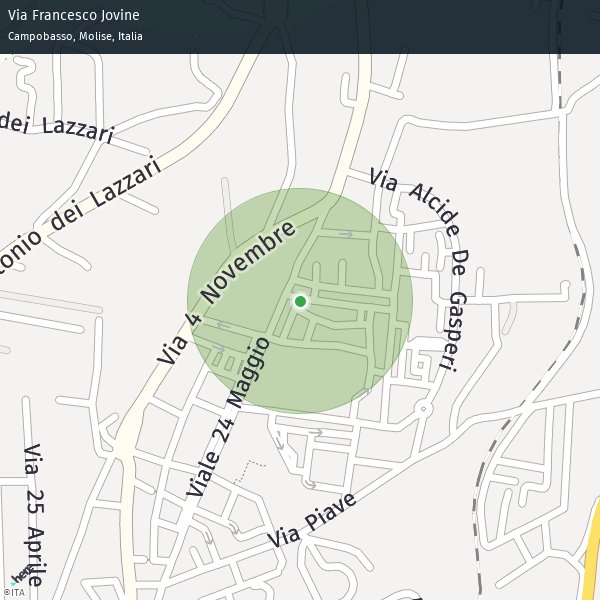 Via Francesco Jovine
Campobasso, Molise, Italia
dei Lazzari
onio dei Lazzari
Via Alcide De Gasperi
Via 4 Novembre
Viale 24 Maggio
Via Piave
Via 25 Aprile
here
©ITA